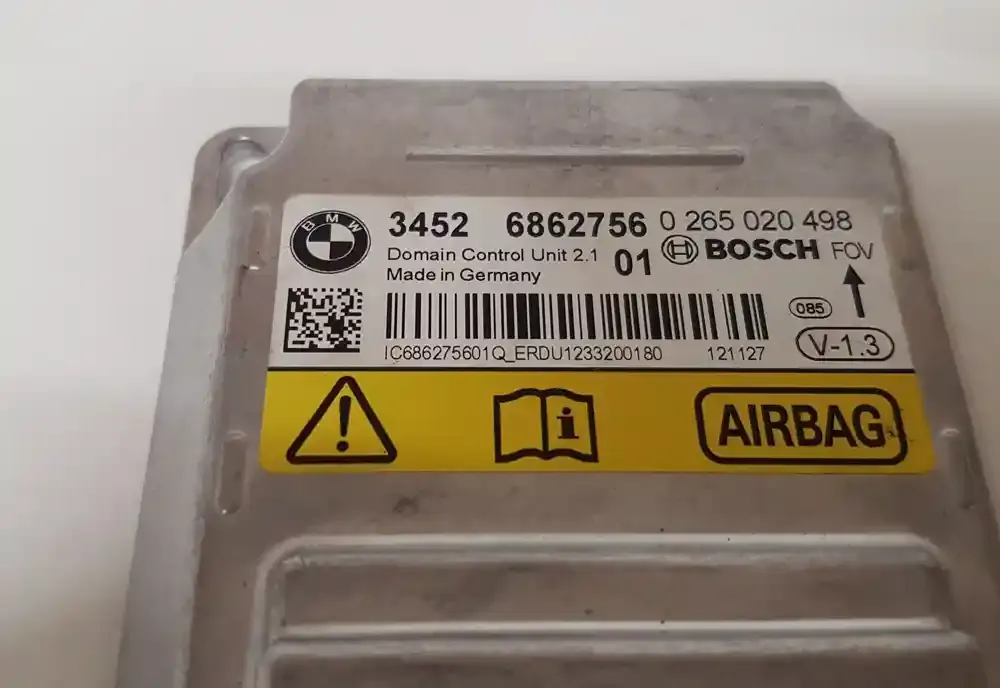 BMW
3452 6862756 0 265 020 498
Domain Control Unit 2.1 01 BOSCH FOV
Made in Germany
085
IC686275601Q_ERDU1233200180 121127
V-1.3
AIRBAG